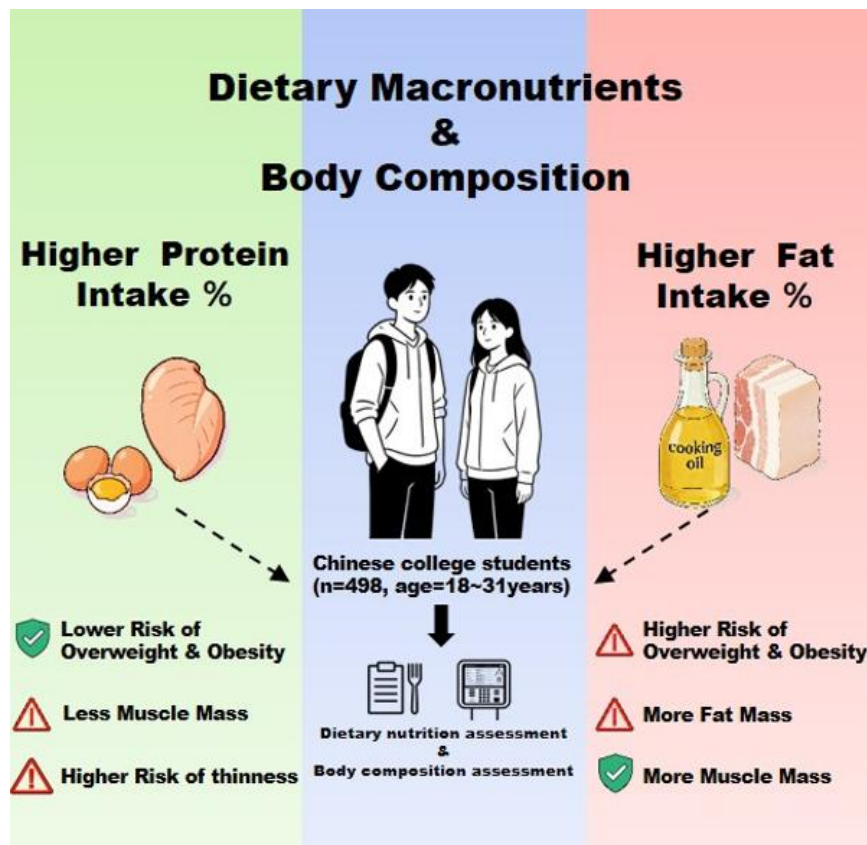 Dietary Macronutrients
&
Body Composition
Higher Protein
Intake %
Lower Risk of
Overweight & Obesity
Less Muscle Mass
Higher Risk of thinness
cooking
oil
Chinese college students
(n=498, age=18~31years)
Dietary nutrition assessment
&
Body composition assessment
Higher Fat
Intake %
Higher Risk of
Overweight & Obesity
More Fat Mass
More Muscle Mass